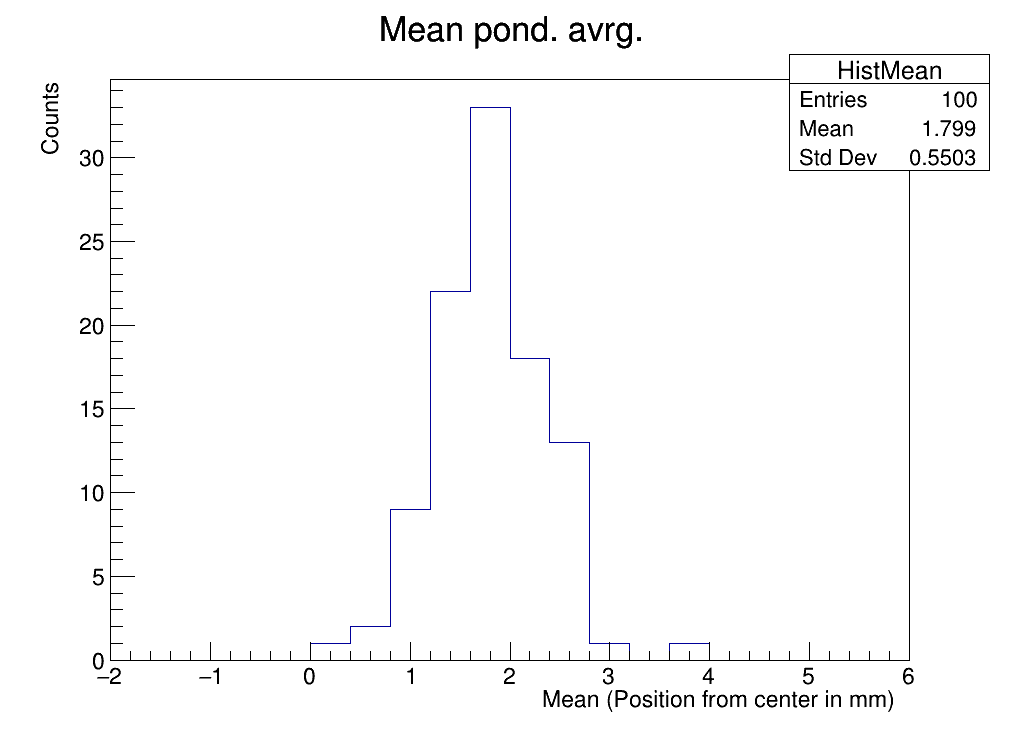 Mean pond. avrg.
HistMean
Entries 100
Mean 1.799
Std Dev 0.5503
Counts
30
25
20
15
10
5
0
−2 −1 0 1 2 3 4 5 6
Mean (Position from center in mm)